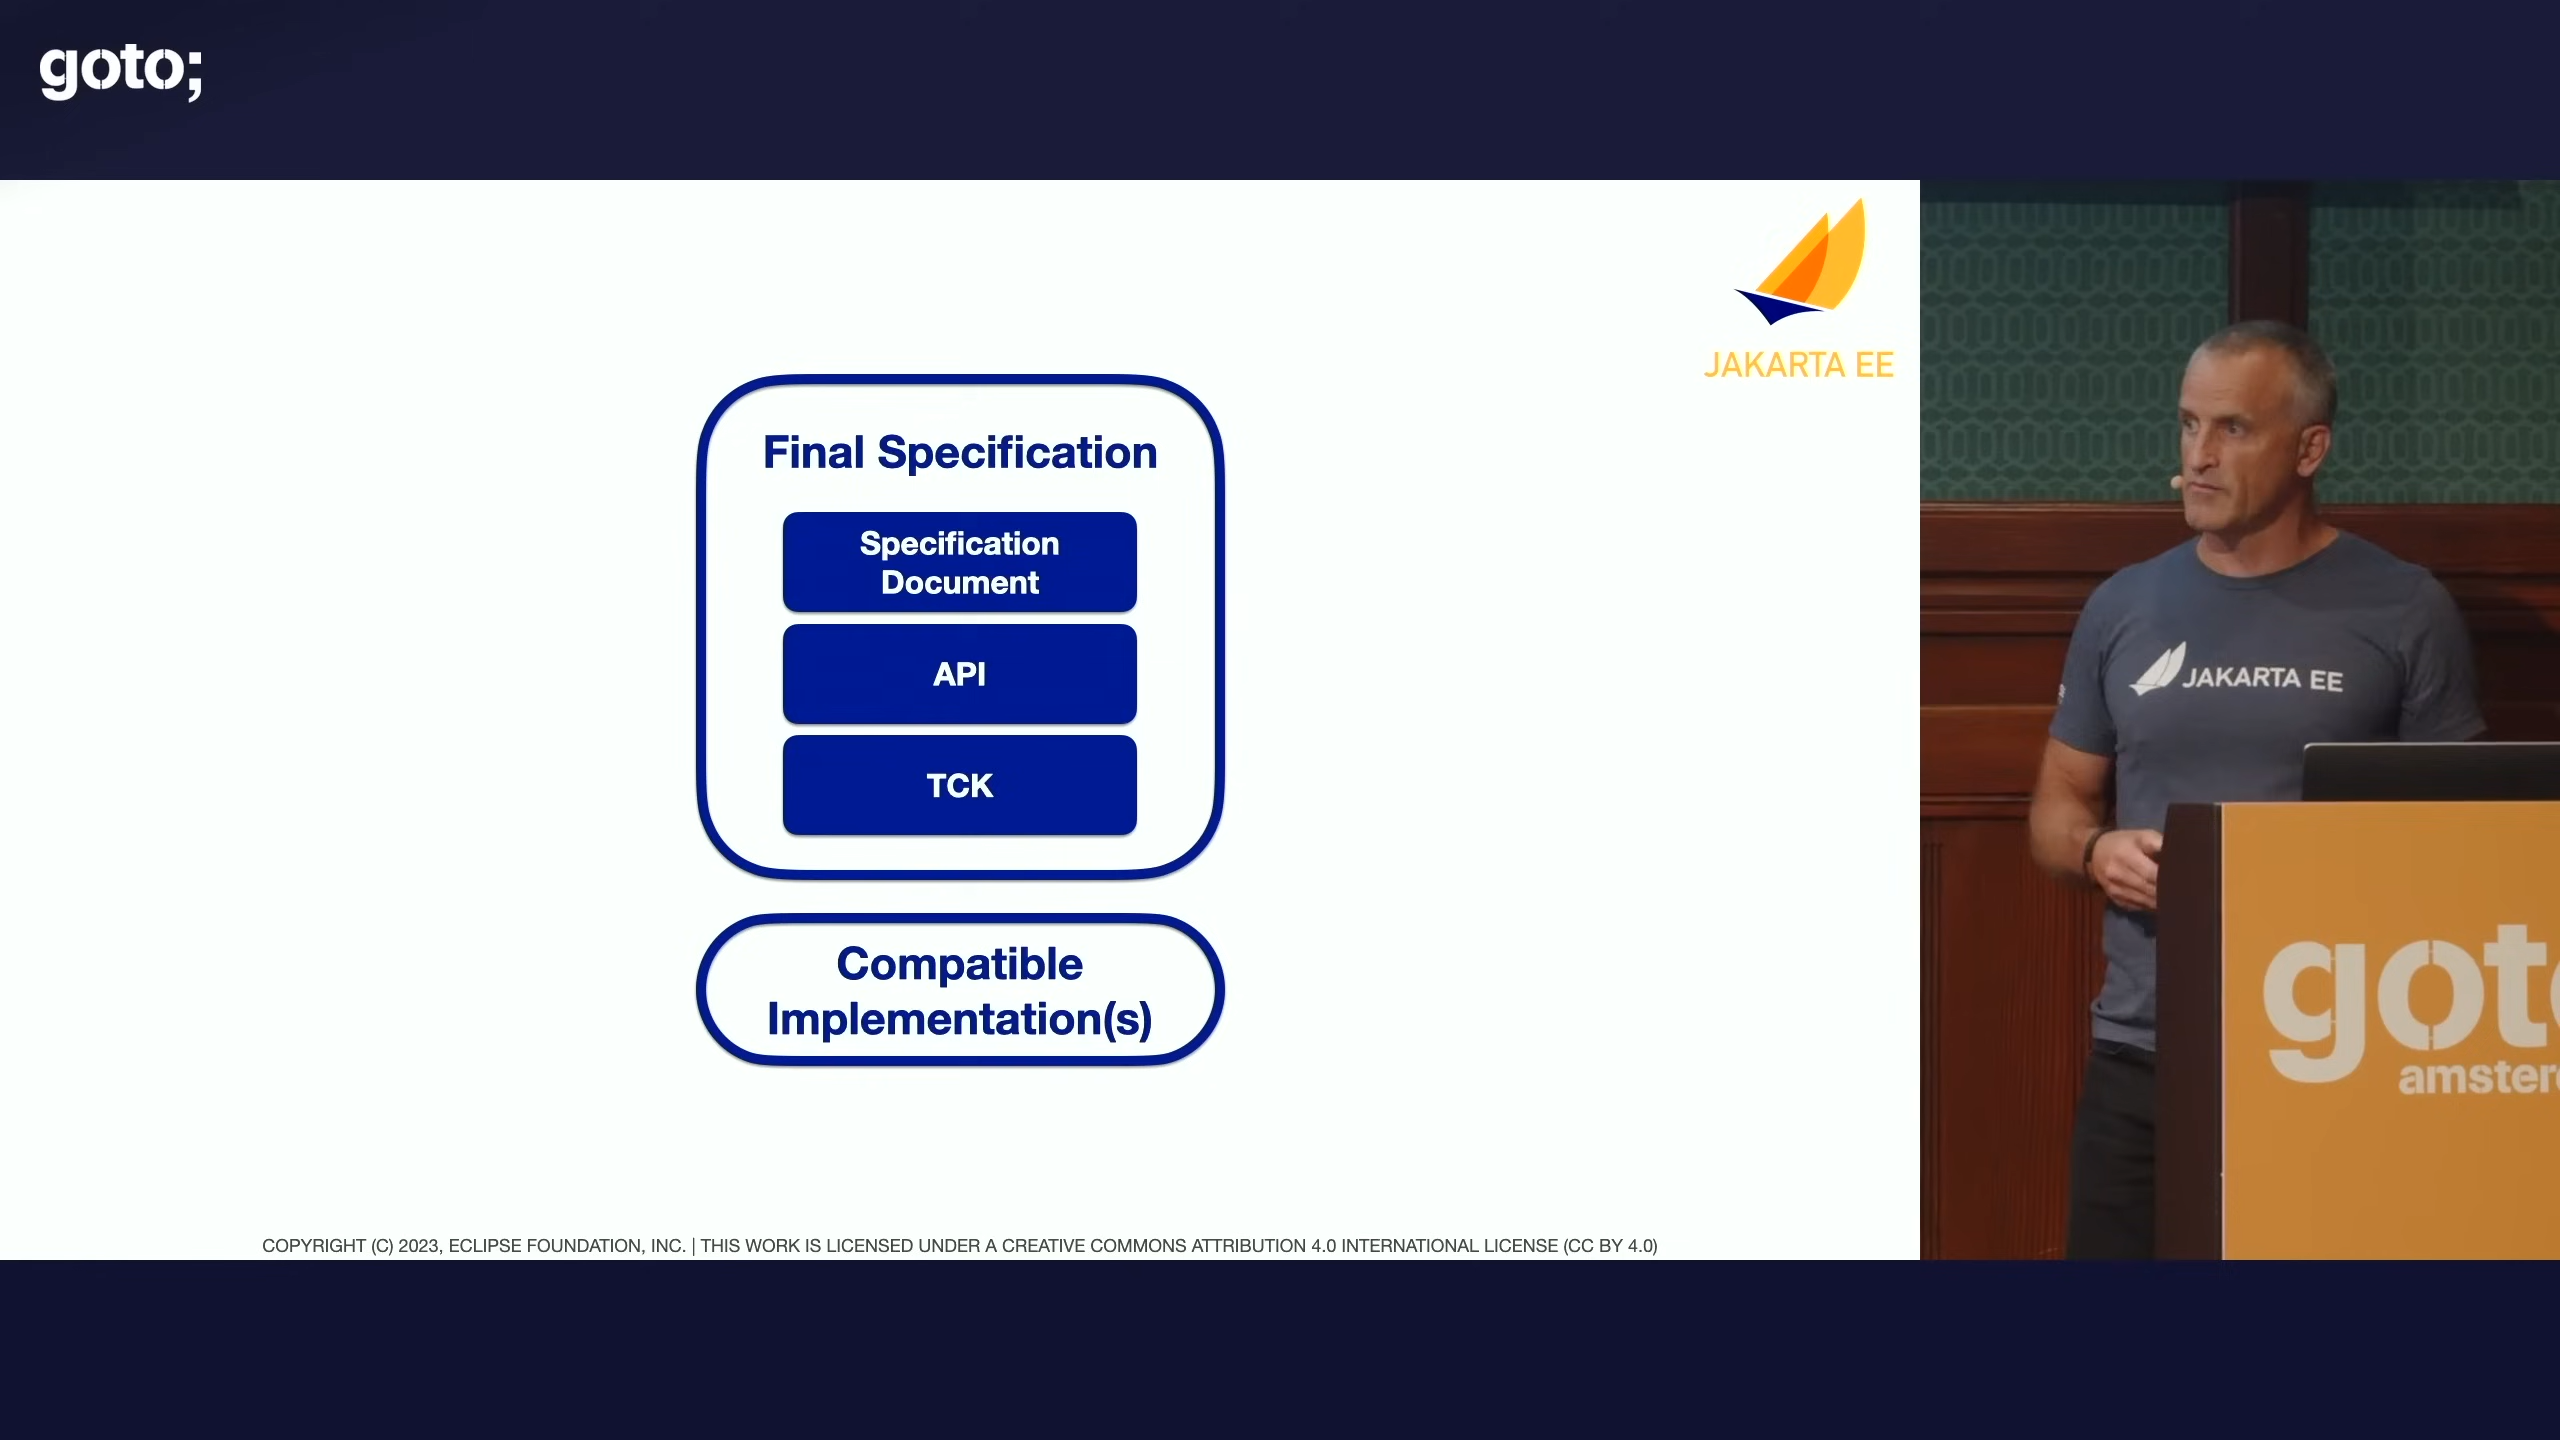 goto;
JAKARTA EE
Final Specification
Specification
Document
API
TCK
Compatible
Implementation(s)
COPYRIGHT (C) 2023, ECLIPSE FOUNDATION, INC. | THIS WORK IS LICENSED UNDER A CREATIVE COMMONS ATTRIBUTION 4.0 INTERNATIONAL LICENSE (CC BY 4.0)
JAKARTA EE
goto
amster